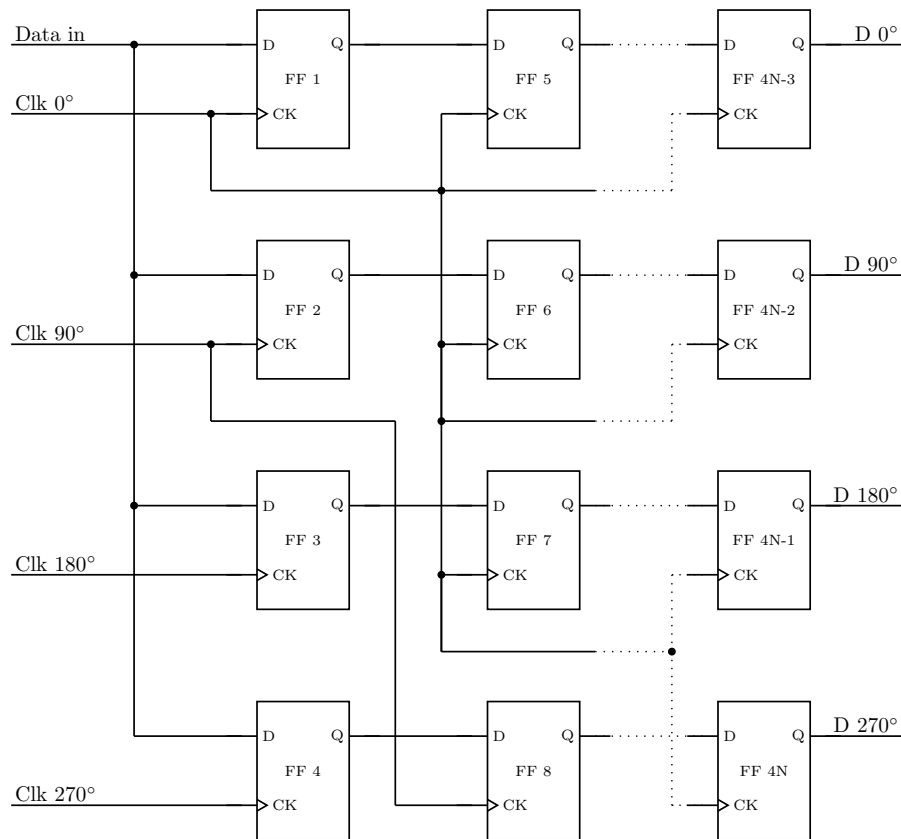 Data in D Q D Q D Q D 0°
FF 1 FF 5 FF 4N-3
Clk 0° CK CK CK
D Q D Q D Q D 90°
FF 2 FF 6 FF 4N-2
Clk 90° CK CK CK
D Q D Q D Q D 180°
FF 3 FF 7 FF 4N-1
Clk 180° CK CK CK
D Q D Q D Q D 270°
FF 4 FF 8 FF 4N
Clk 270° CK CK CK